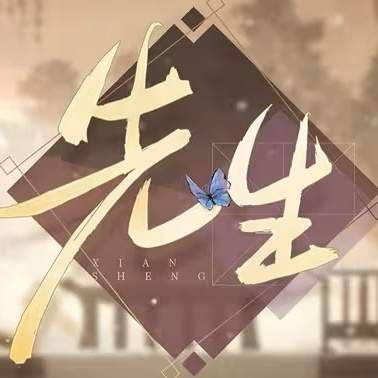 先生
XIAN
SHENG